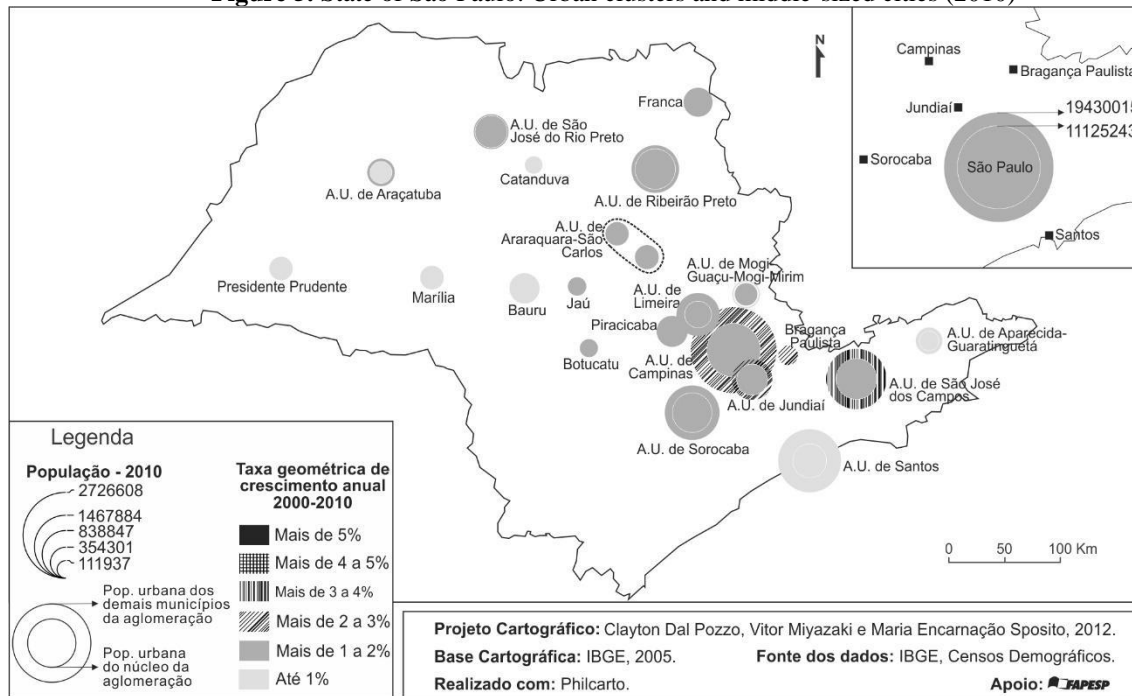 Figure 3. State of São Paulo: Urban clusters and middle-sized cities (2010)
N
Campinas
Bragança Paulista
Jundiaí
19430015
11125243
Sorocaba
São Paulo
Santos
Franca
A.U. de São
José do Rio Preto
Catanduva
A.U. de Araçatuba
A.U. de Ribeirão Preto
A.U. de
Araraquara-São
Carlos
A.U. de Mogi-
Guaçu-Mogi-Mirim
Presidente Prudente
Marília
Bauru
Jaú
A.U. de
Limeira
Piracicaba
Bragança
Paulista
A.U. de Aparecida-
Guaratinguetá
Botucatu
A.U. de
Campinas
A.U. de São José
dos Campos
A.U. de Jundiaí
A.U. de Sorocaba
A.U. de Santos
Legenda
População - 2010
2726608
1467884
838847
354301
111937
Pop. urbana dos
demais municípios
da aglomeração
Pop. urbana
do núcleo da
aglomeração
Taxa geométrica de
crescimento anual
2000-2010
Mais de 5%
Mais de 4 a 5%
Mais de 3 a 4%
Mais de 2 a 3%
Mais de 1 a 2%
Até 1%
0 50 100 Km
Projeto Cartográfico: Clayton Dal Pozzo, Vitor Miyazaki e Maria Encarnação Sposito, 2012.
Base Cartográfica: IBGE, 2005. Fonte dos dados: IBGE, Censos Demográficos.
Realizado com: Philcarto. Apoio: FAPESP